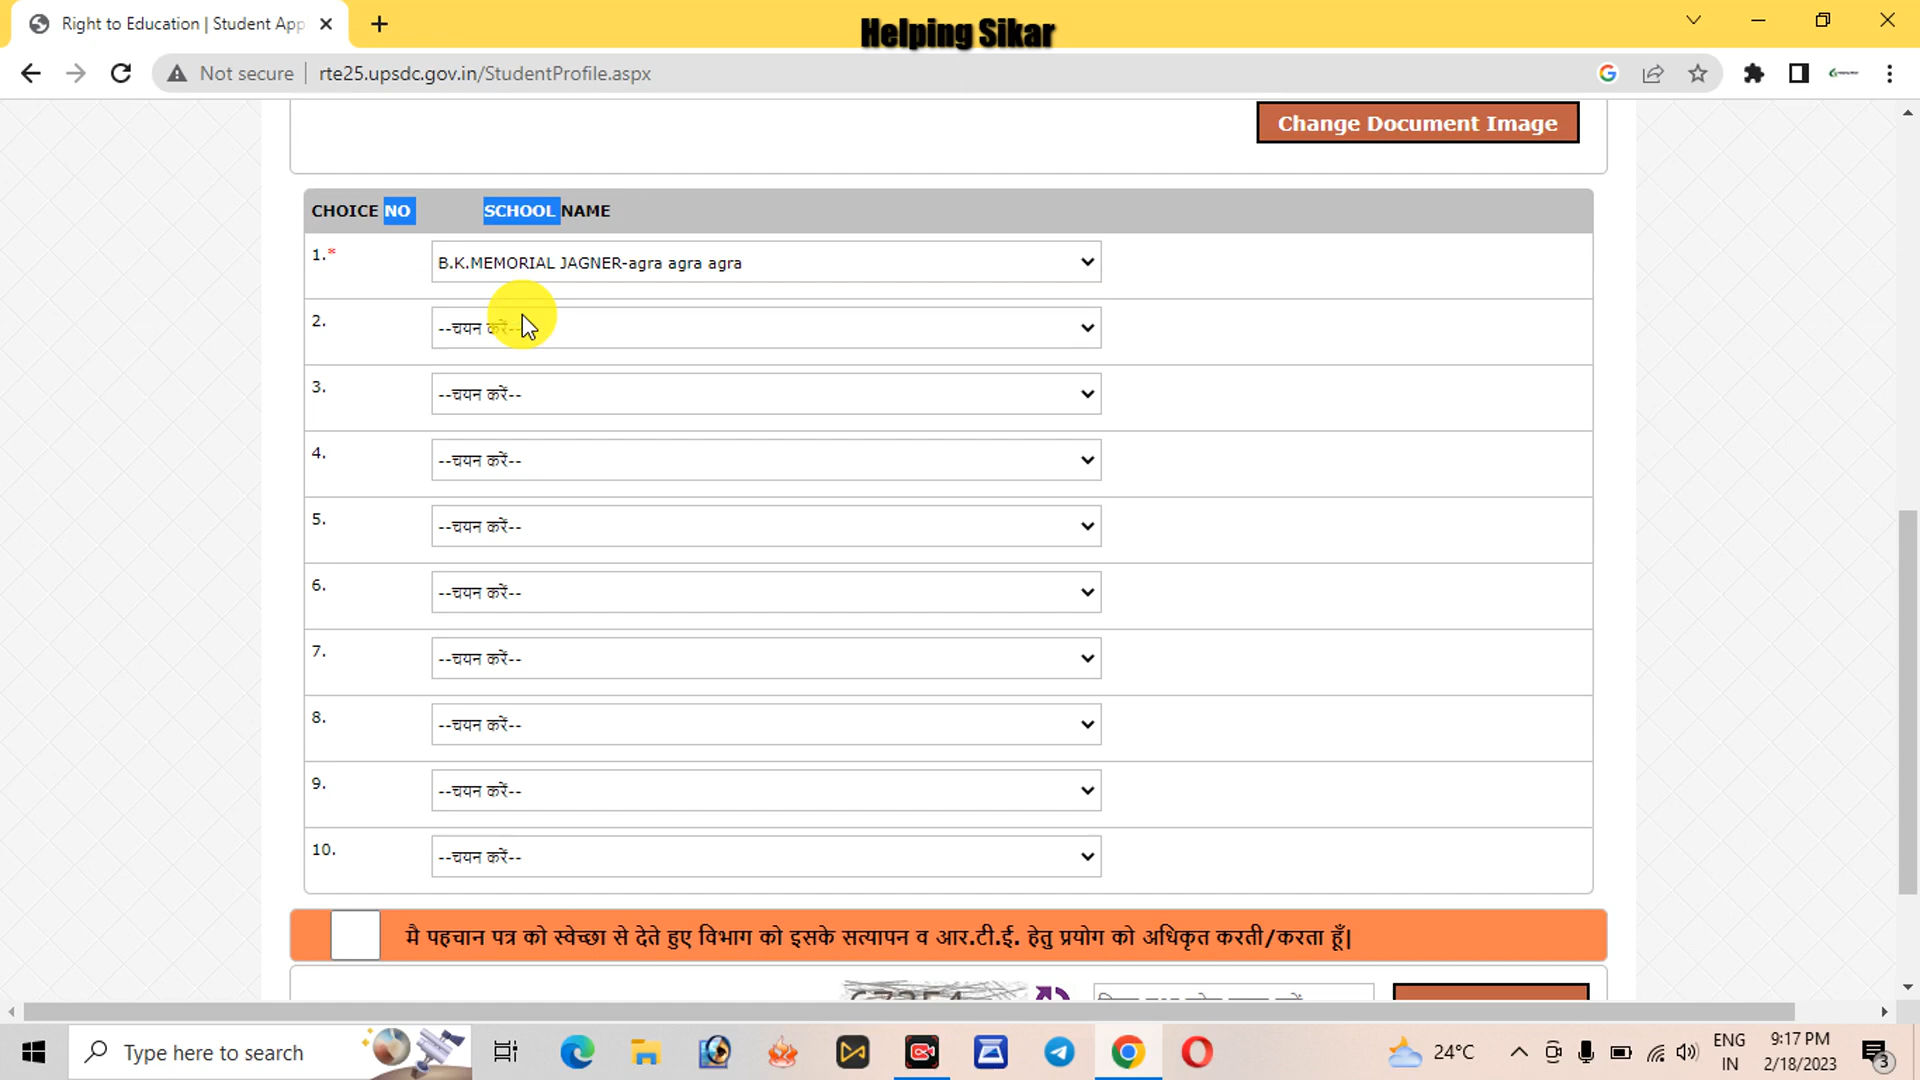 Right to Education | Student App
Helping Sikar
Not secure
rte25.upsdc.gov.in/StudentProfile.aspx
Change Document Image
CHOICE NO SCHOOL NAME
1.* B.K.MEMORIAL JAGNER-agra agra agra
2. --चयन करें--
3. --चयन करें--
4. --चयन करें--
5. --चयन करें--
6. --चयन करें--
7. --चयन करें--
8. --चयन करें--
9. --चयन करें--
10. --चयन करें--
मै पहचान पत्र को स्वेच्छा से देते हुए विभाग को इसके सत्यापन व आर.टी.ई. हेतु प्रयोग को अधिकृत करती/करता हूँ|
Type here to search
24°C
ENG
IN
9:17 PM
2/18/2023
3